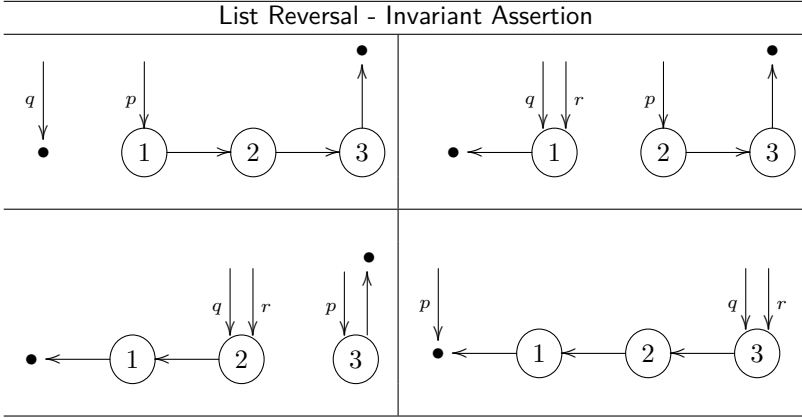 List Reversal - Invariant Assertion
q p
1 2 3
q r p
1 2 3
q r p
1 2 3
p q r
1 2 3